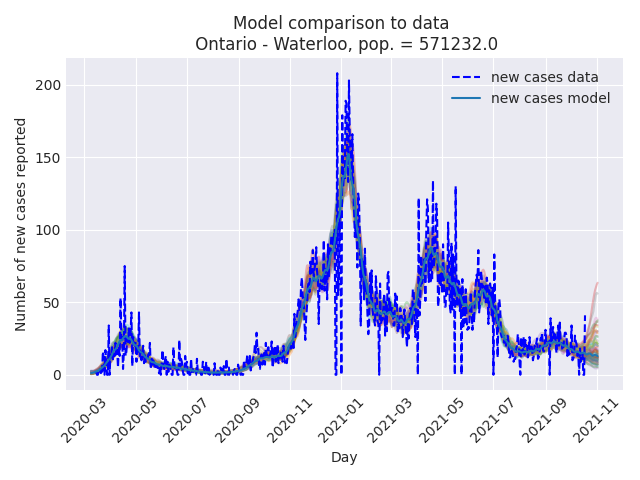 Model comparison to data
Ontario - Waterloo, pop. = 571232.0
new cases data
new cases model
Number of new cases reported
200
150
100
50
0
2020-03
2020-05
2020-07
2020-09
2020-11
2021-01
2021-03
2021-05
2021-07
2021-09
2021-11
Day